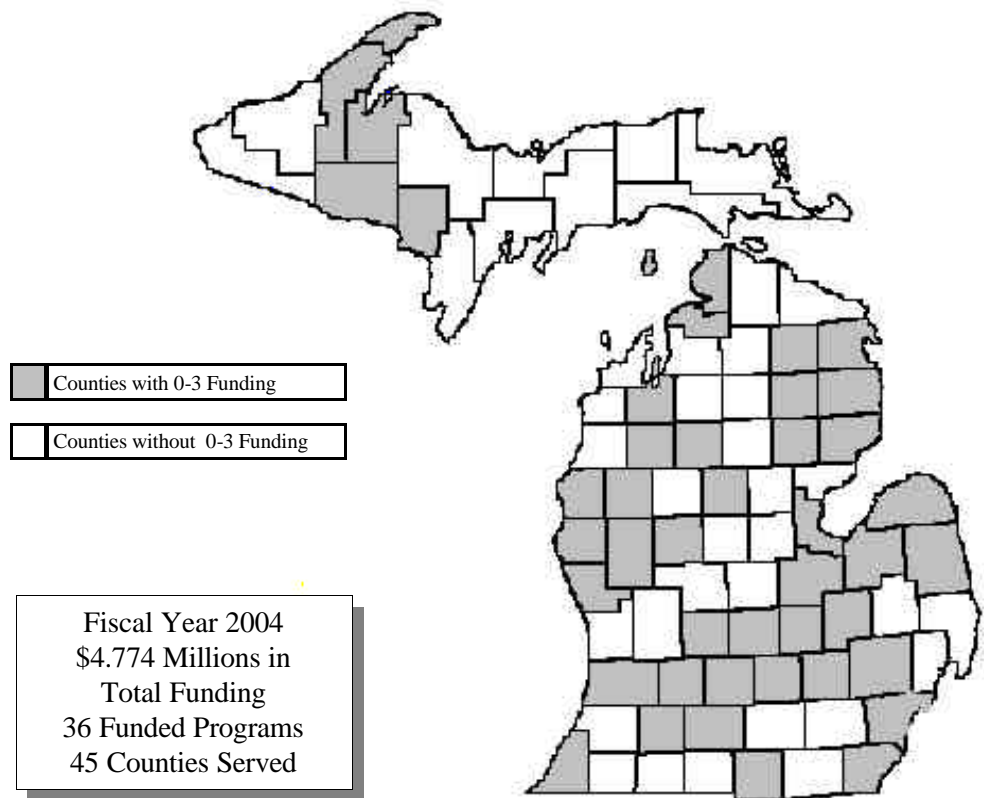 Counties with 0-3 Funding
Counties without 0-3 Funding
Fiscal Year 2004
$4.774 Millions in
Total Funding
36 Funded Programs
45 Counties Served